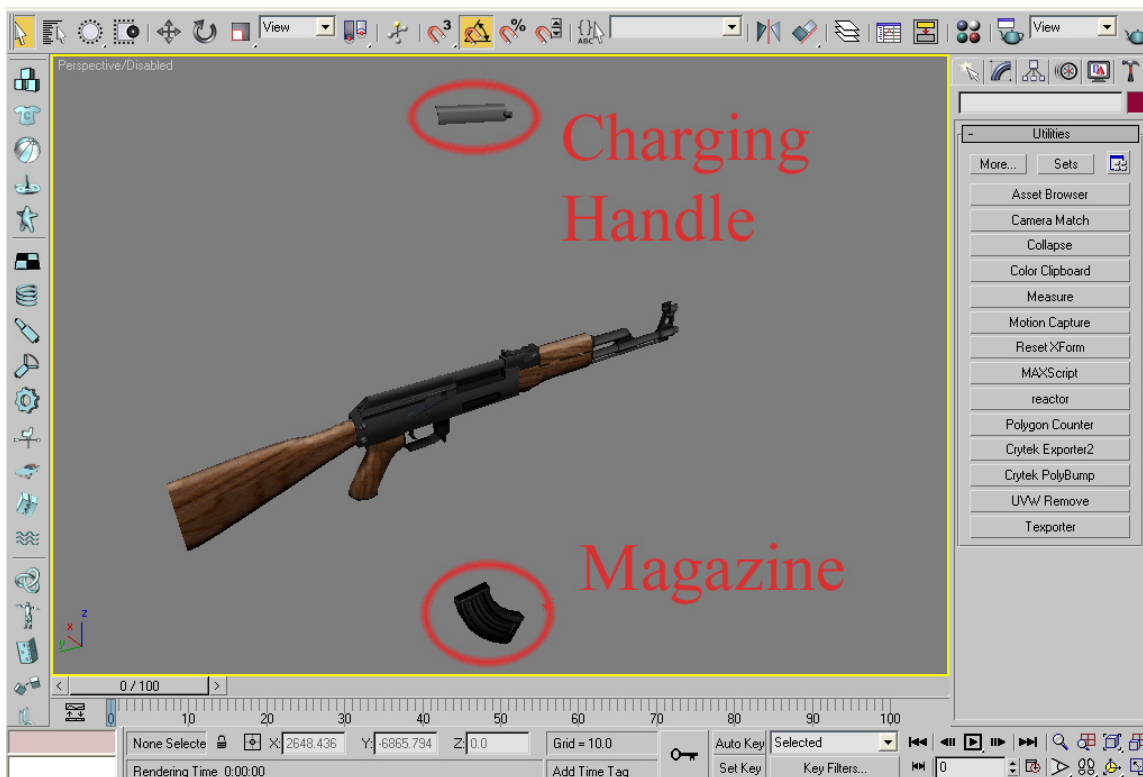 View
3
%
{}
ABC
View
Perspective/Disabled
Charging
Handle
Magazine
z
x
y
- Utilities
More... Sets
Asset Browser
Camera Match
Collapse
Color Clipboard
Measure
Motion Capture
Reset XForm
MAXScript
reactor
Polygon Counter
Crytek Exporter2
Crytek PolyBump
UVW Remove
Texporter
< 0 / 100 >
0 10 20 30 40 50 60 70 80 90 100
None Selecte X: 2648.436 Y: -6865.794 Z: 0.0 Grid = 10.0 Auto Key Selected
Rendering Time 0:00:00 Add Time Tag Set Key Key Filters... 0